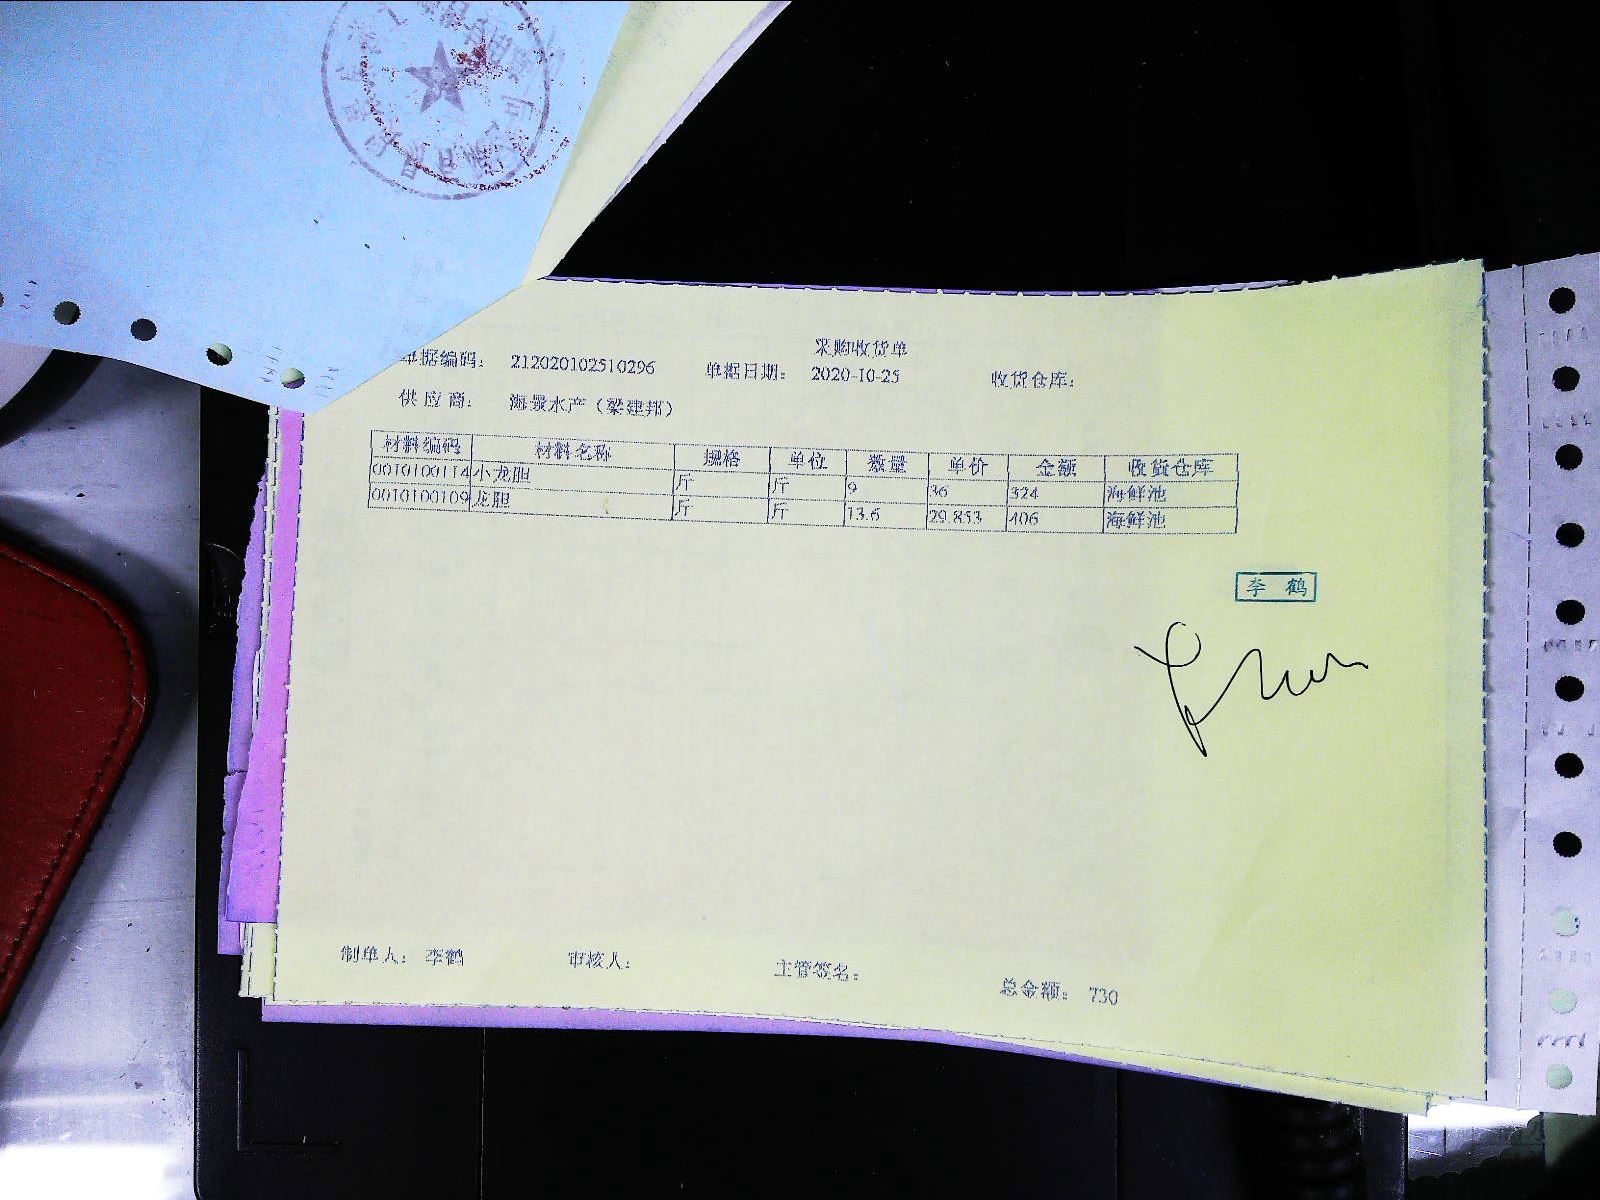 采购收货单
单据编码： 212020102510296 单据日期： 2020-10-25 收货仓库：
供应商： 海景水产（梁建邦）
材料编码 材料名称 规格 单位 数量 单价 金额 收货仓库
0010100114 小龙胆 斤 斤 9 36 324 海鲜池
0010100109 龙胆 斤 斤 13.6 29.853 406 海鲜池
李 鹤
制单人： 李鹤 审核人： 主管签名： 总金额： 730